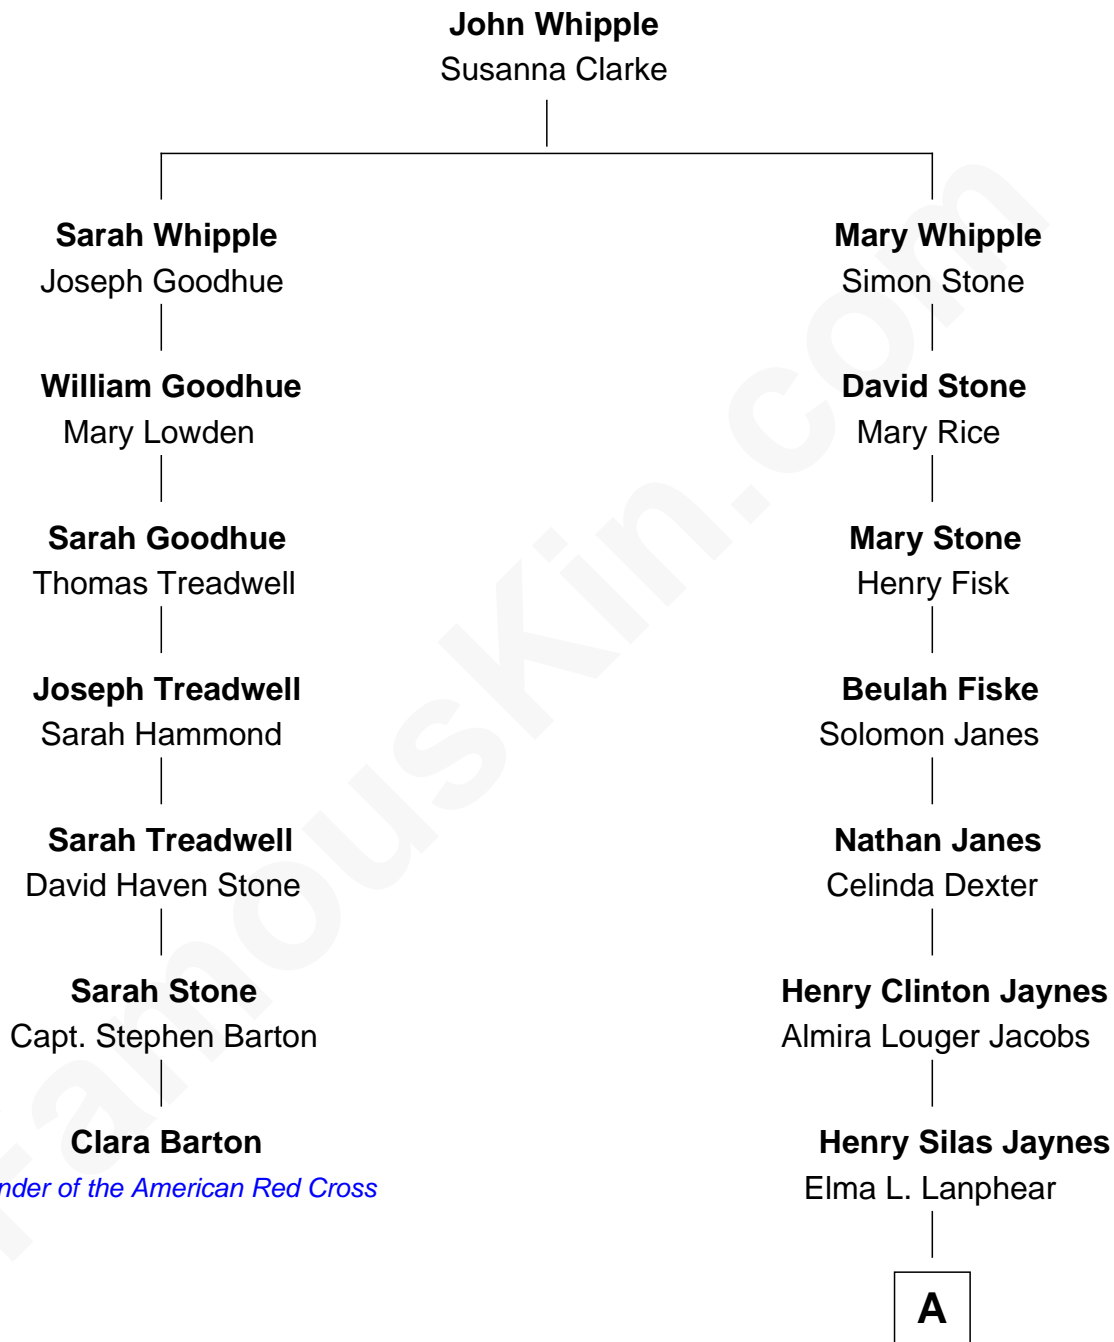 John Whipple
Susanna Clarke
Sarah Whipple
Joseph Goodhue
Mary Whipple
Simon Stone
William Goodhue
Mary Lowden
David Stone
Mary Rice
Sarah Goodhue
Thomas Treadwell
Mary Stone
Henry Fisk
Joseph Treadwell
Sarah Hammond
Beulah Fiske
Solomon Janes
Sarah Treadwell
David Haven Stone
Nathan Janes
Celinda Dexter
Sarah Stone
Capt. Stephen Barton
Henry Clinton Jaynes
Almira Louger Jacobs
Clara Barton
nder of the American Red Cross
Henry Silas Jaynes
Elma L. Lanphear
A
FamousKin.com